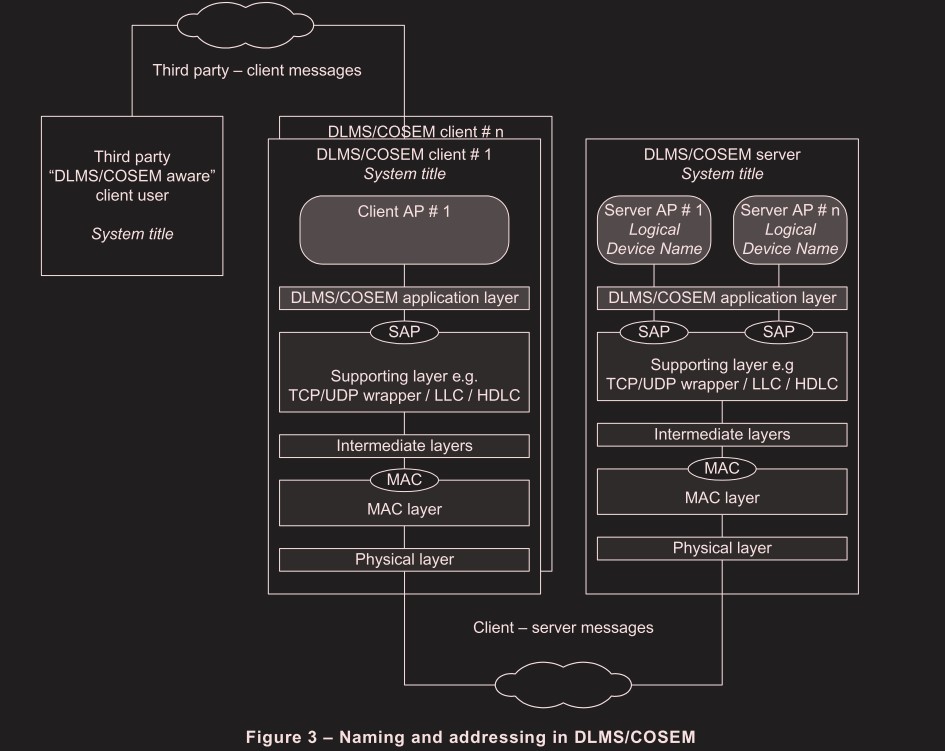 Third party – client messages
DLMS/COSEM client # n
Third party
“DLMS/COSEM aware”
client user
System title
DLMS/COSEM client # 1
System title
Client AP # 1
DLMS/COSEM application layer
SAP
Supporting layer e.g.
TCP/UDP wrapper / LLC / HDLC
Intermediate layers
MAC
MAC layer
Physical layer
DLMS/COSEM server
System title
Server AP # 1
Logical
Device Name
Server AP # n
Logical
Device Name
DLMS/COSEM application layer
SAP
SAP
Supporting layer e.g
TCP/UDP wrapper / LLC / HDLC
Intermediate layers
MAC
MAC layer
Physical layer
Client – server messages
Figure 3 – Naming and addressing in DLMS/COSEM